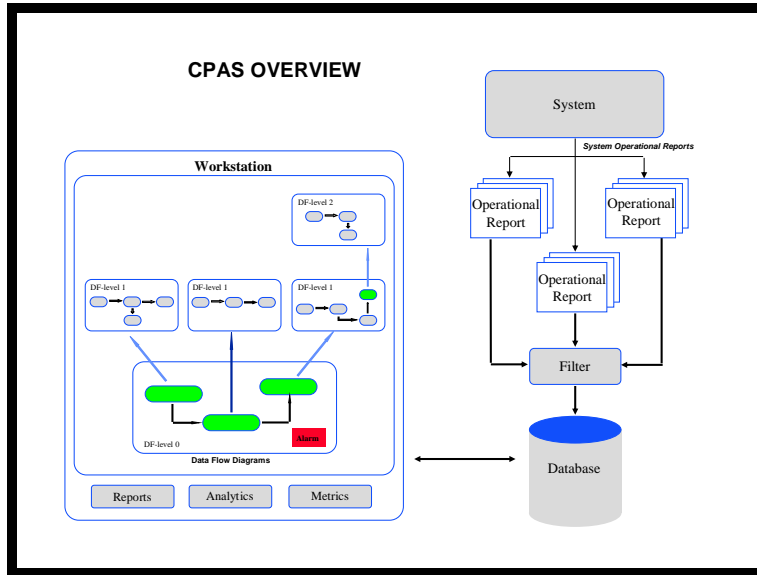 CPAS OVERVIEW
System
System Operational Reports
Workstation
DF-level 2
Operational
Report
Operational
Report
Operational
Report
DF-level 1
DF-level 1
DF-level 1
Filter
DF-level 0
Alarm
Data Flow Diagrams
Database
Reports
Analytics
Metrics